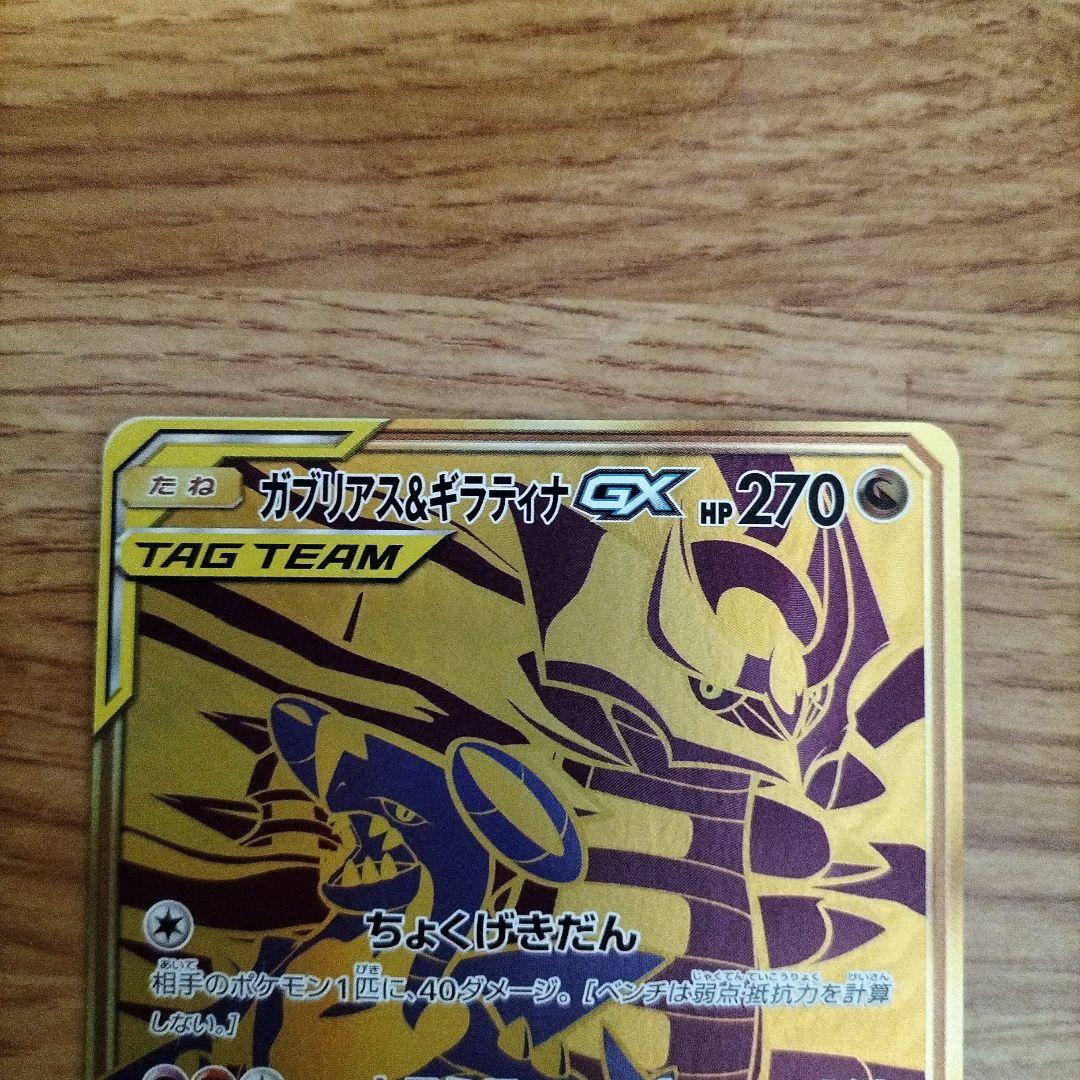 たね ガブリアス&ギラティナGX HP 270
TAG TEAM
ちょくげきだん
相手のポケモン1匹に、40ダメージ。[ベンチは弱点・抵抗力を計算
しない。]